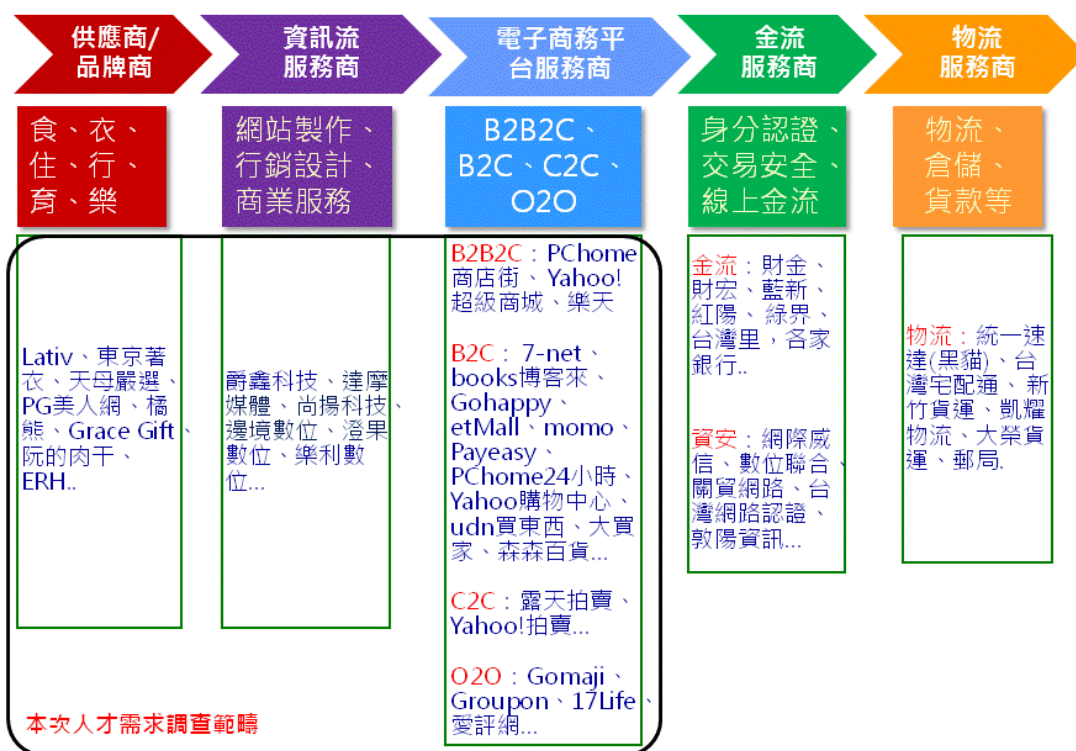 供應商/
品牌商
資訊流
服務商
電子商務平
台服務商
金流
服務商
物流
服務商
食、衣、
住、行、
育、樂
網站製作、
行銷設計、
商業服務
B2B2C、
B2C、C2C、
O2O
身分認證、
交易安全、
線上金流
物流、
倉儲、
貨款等
Lativ、東京著
衣、天母嚴選、
PG美人網、橘
熊、Grace Gift、
阮的肉干、
ERH..
爵鑫科技、達摩
媒體、尚揚科技、
邊境數位、澄果
數位、樂利數
位...
B2B2C：PChome
商店街、Yahoo!
超級商城、樂天
B2C：7-net、
books博客來、
Gohappy、
etMall、momo、
Payeasy、
PChome24小時、
Yahoo購物中心、
udn買東西、大買
家、森森百貨...
C2C：露天拍賣、
Yahoo!拍賣...
O2O：Gomaji、
Groupon、17Life、
愛評網...
金流：財金、
財宏、藍新、
紅陽、綠界、
台灣里，各家
銀行..
資安：網際威
信、數位聯合、
關貿網路、台
灣網路認證、
敦陽資訊...
物流：統一速
達(黑貓)、台
灣宅配通、新
竹貨運、凱耀
物流、大榮貨
運、郵局.
本次人才需求調查範疇